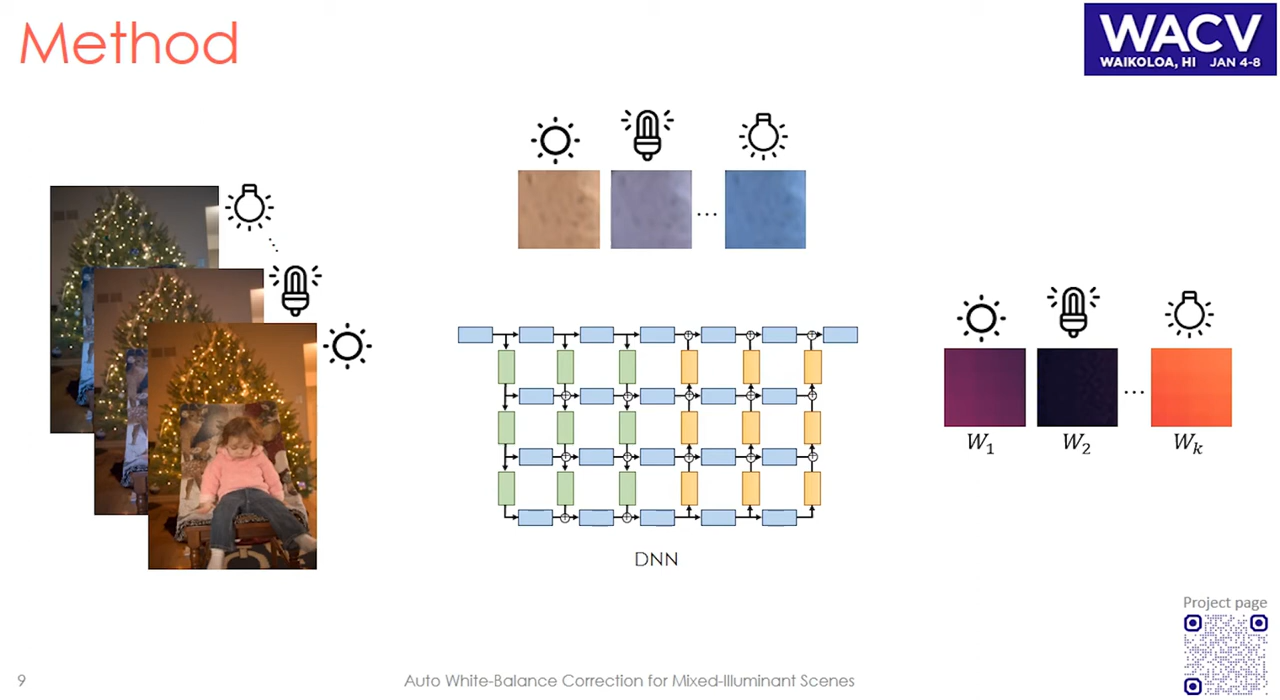 Method
WACV
WAIKOLOA, HI JAN 4-8
...
...
W₁
W₂
...
Wₖ
DNN
Project page
9
Auto White-Balance Correction for Mixed-Illuminant Scenes